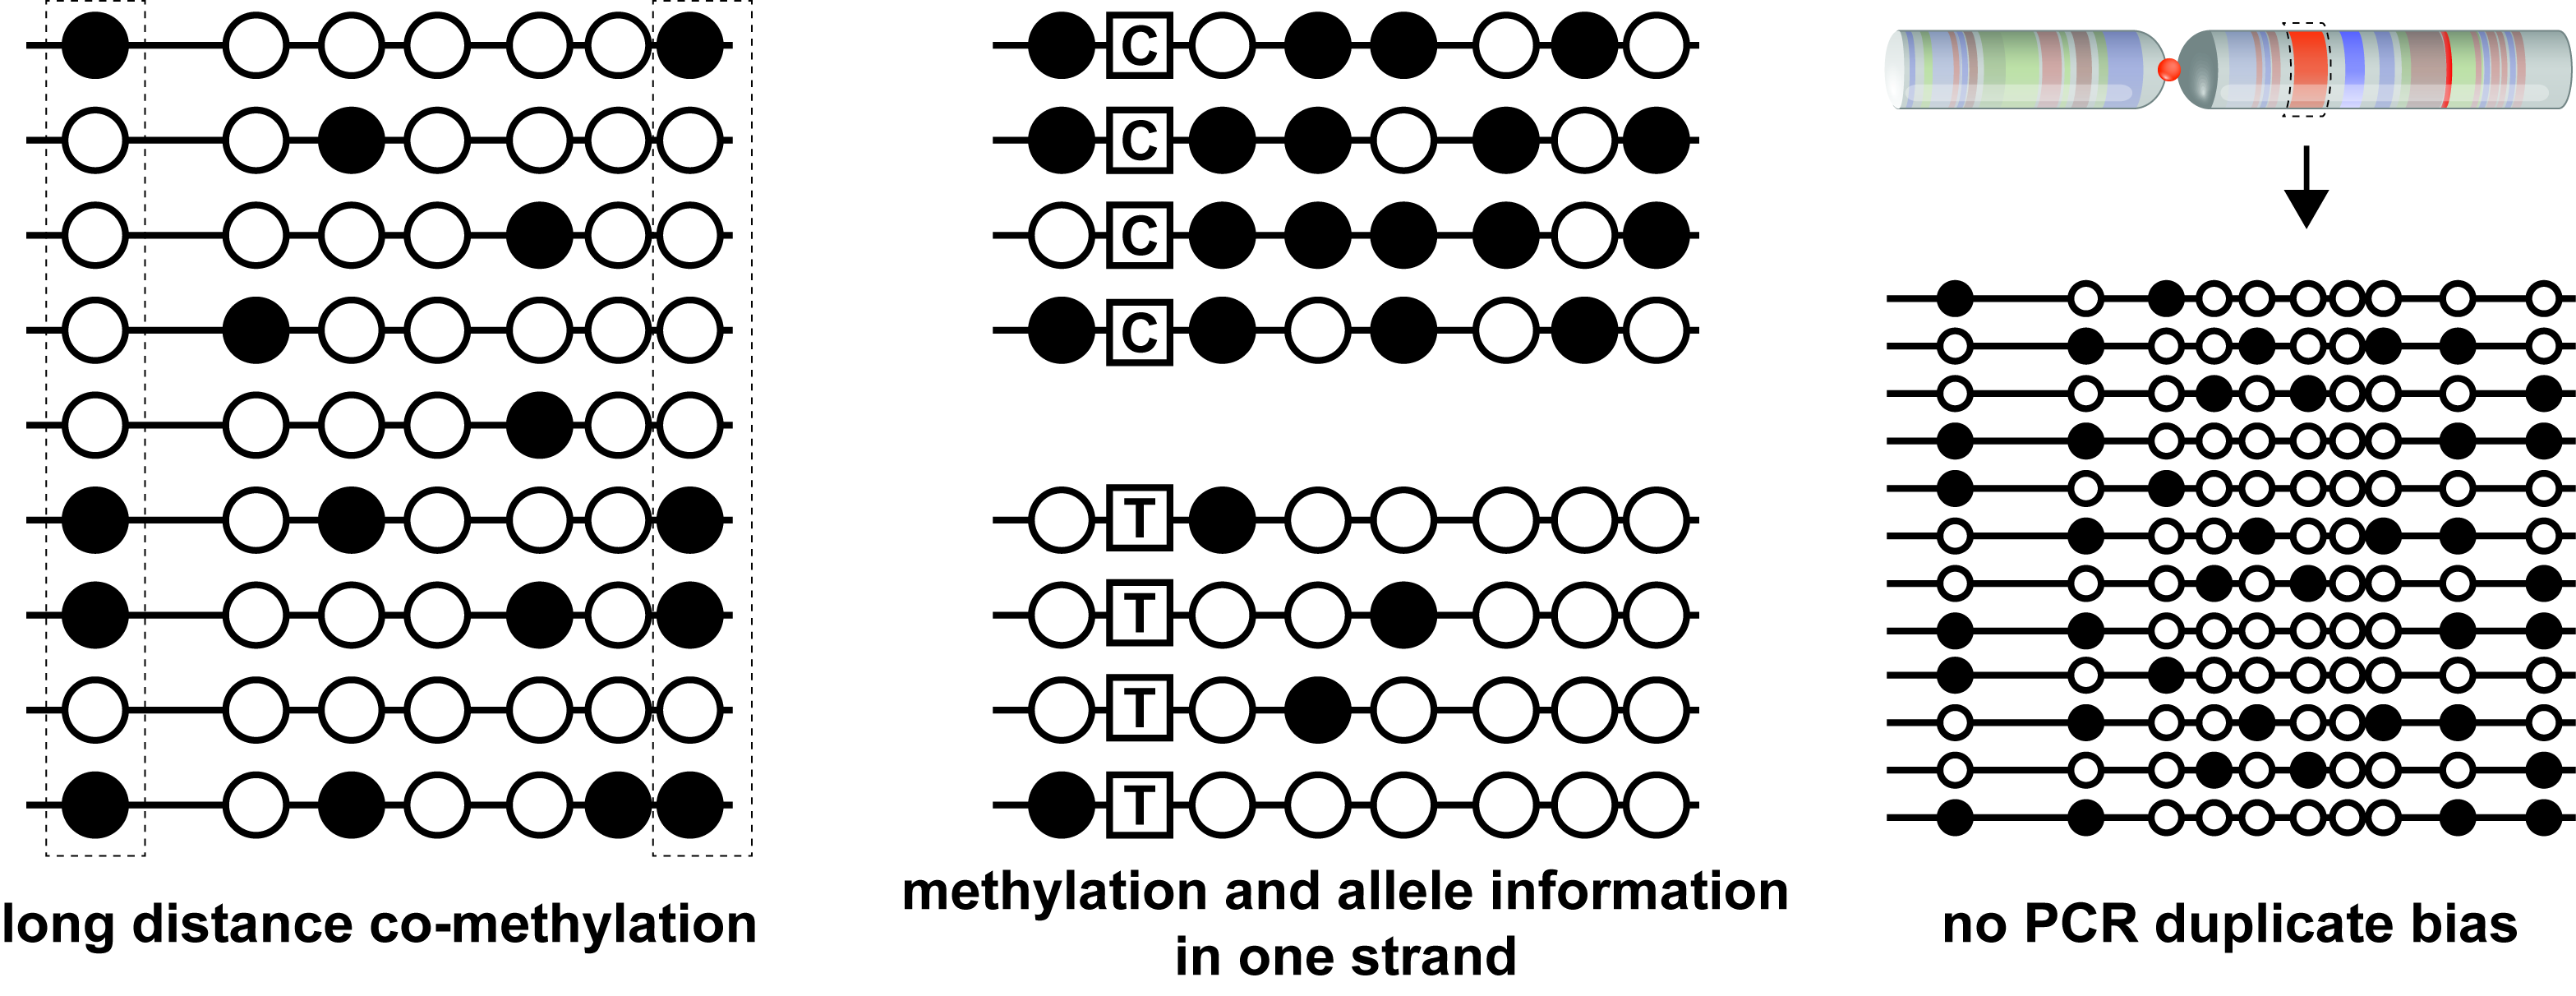 C
C
C
C
T
T
T
T
long distance co-methylation
methylation and allele information
in one strand
no PCR duplicate bias